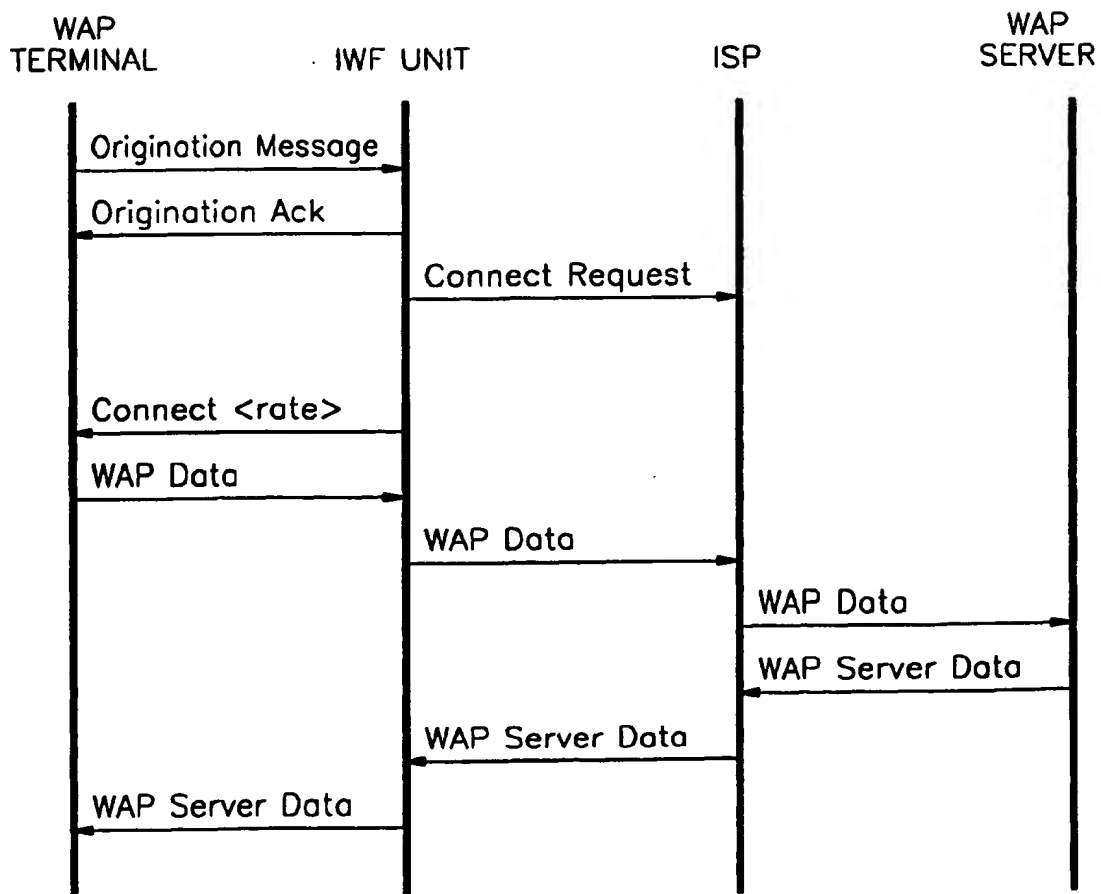 WAP
TERMINAL
IWF UNIT
ISP
WAP
SERVER
Origination Message
Origination Ack
Connect Request
Connect <rate>
WAP Data
WAP Data
WAP Data
WAP Server Data
WAP Server Data
WAP Server Data